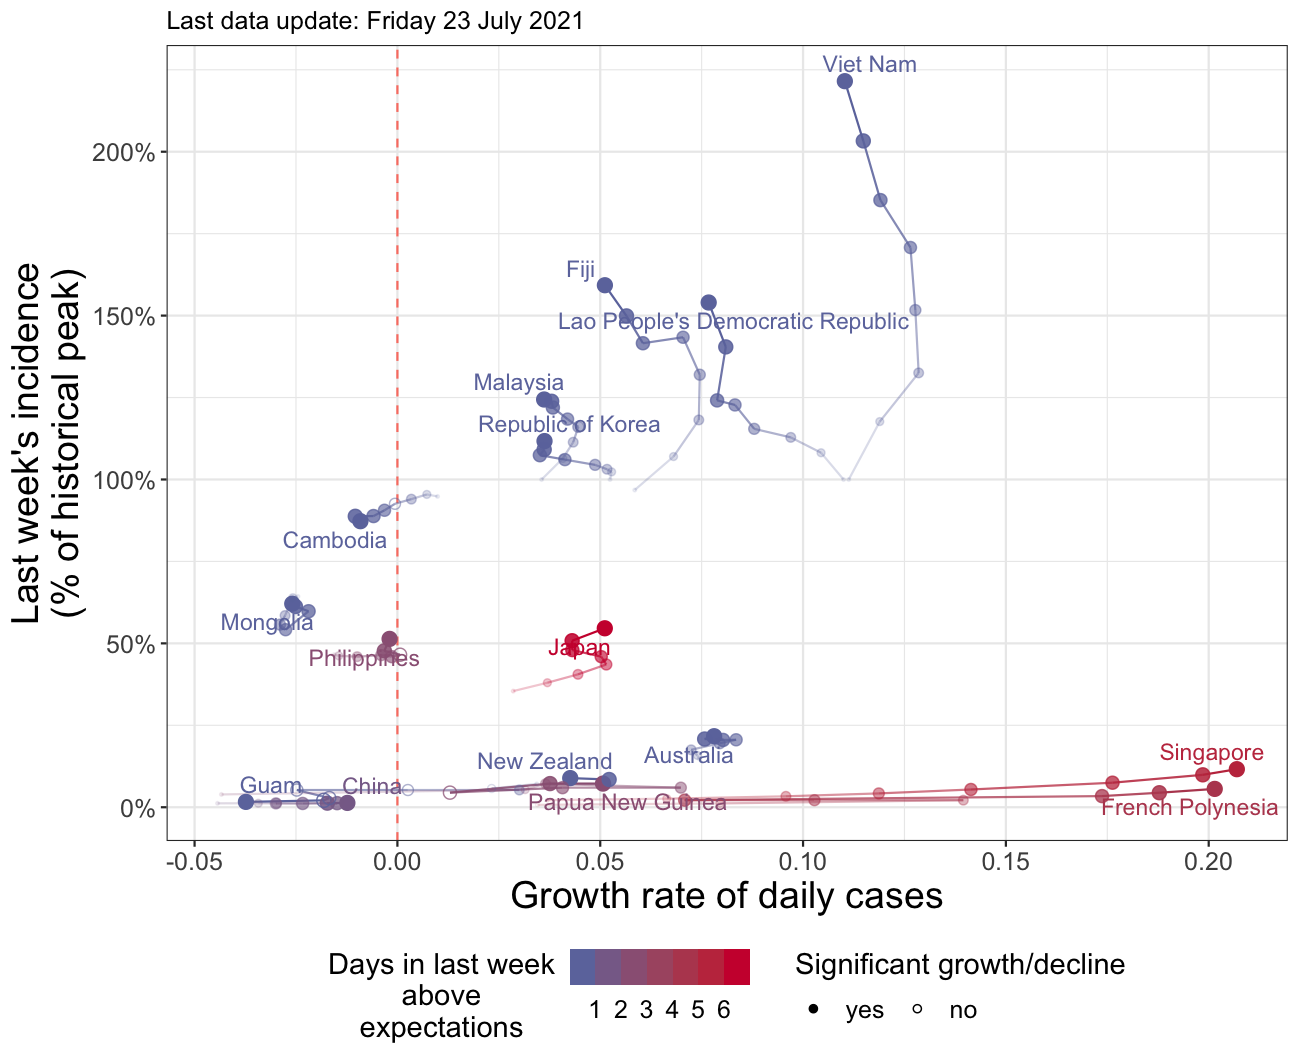 Last data update: Friday 23 July 2021
Last week's incidence
(% of historical peak)
200%
150%
100%
50%
0%
Viet Nam
Fiji
Lao People's Democratic Republic
Malaysia
Republic of Korea
Cambodia
Mongolia
Philippines
Japan
Australia
New Zealand
Singapore
Guam
China
Papua New Guinea
French Polynesia
-0.05
0.00
0.05
0.10
0.15
0.20
Growth rate of daily cases
Days in last week
above
expectations
1 2 3 4 5 6
Significant growth/decline
yes
no